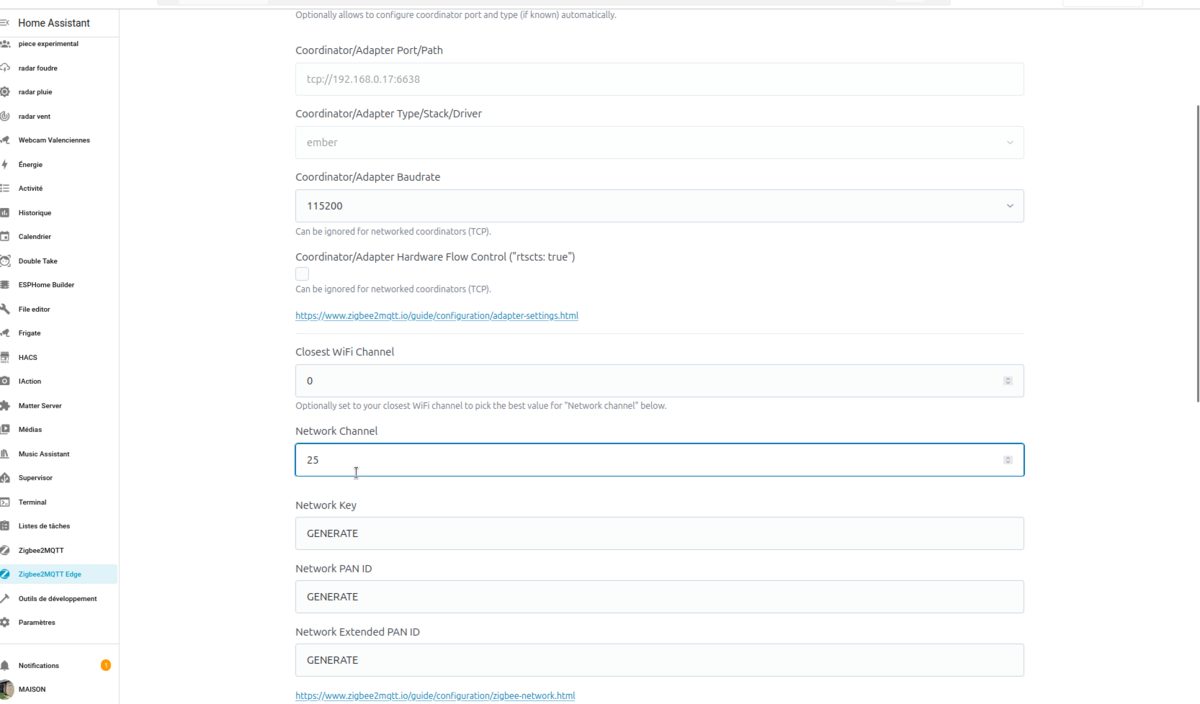 Home Assistant
piece experimental
radar foudre
radar pluie
radar vent
Webcam Valenciennes
Énergie
Activité
Historique
Calendrier
Double Take
ESPHome Builder
File editor
Frigate
HACS
IAction
Matter Server
Médias
Music Assistant
Supervisor
Terminal
Listes de tâches
Zigbee2MQTT
Zigbee2MQTT Edge
Outils de développement
Paramètres
Notifications
1
MAISON
Optionally allows to configure coordinator port and type (if known) automatically.
Coordinator/Adapter Port/Path
tcp://192.168.0.17:6638
Coordinator/Adapter Type/Stack/Driver
ember
Coordinator/Adapter Baudrate
115200
Can be ignored for networked coordinators (TCP).
Coordinator/Adapter Hardware Flow Control ("rtscts: true")
Can be ignored for networked coordinators (TCP).
https://www.zigbee2mqtt.io/guide/configuration/adapter-settings.html
Closest WiFi Channel
0
Optionally set to your closest WiFi channel to pick the best value for "Network channel" below.
Network Channel
25
Network Key
GENERATE
Network PAN ID
GENERATE
Network Extended PAN ID
GENERATE
https://www.zigbee2mqtt.io/guide/configuration/zigbee-network.html